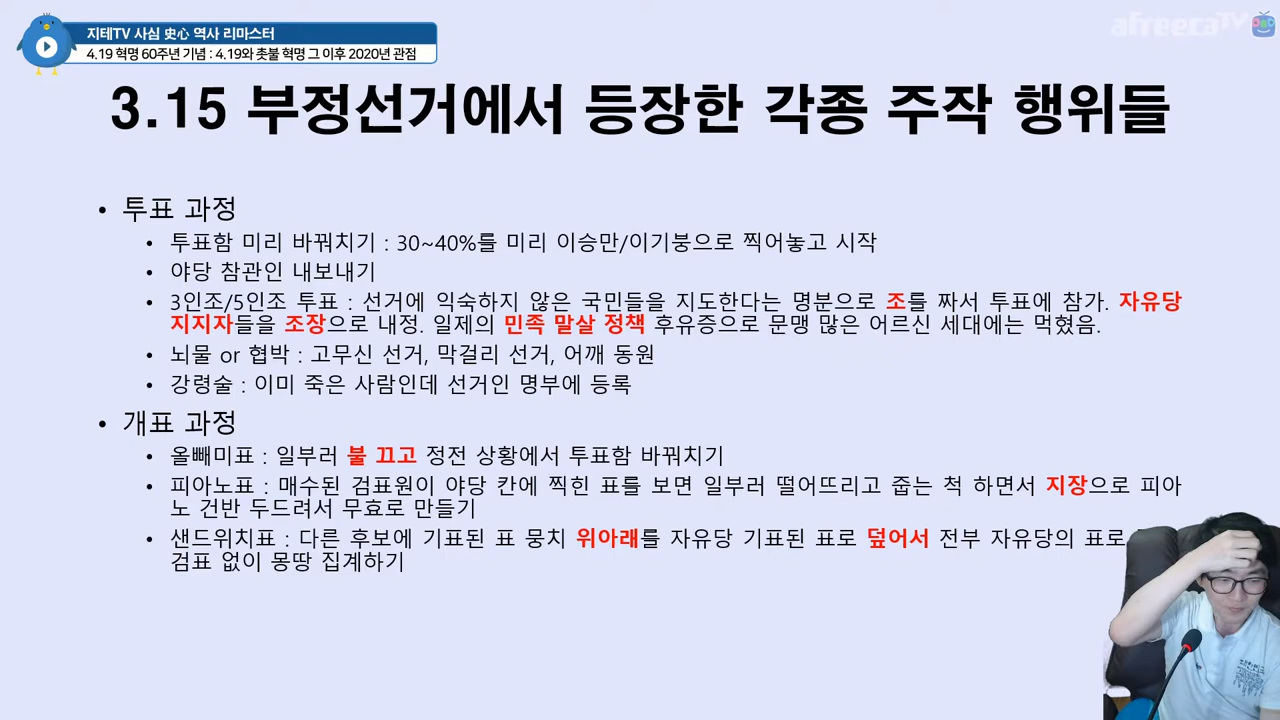 지테TV 사심 史心 역사 리마스터
afreecaTV
4.19 혁명 60주년 기념 : 4.19와 촛불 혁명 그 이후 2020년 관점
3.15 부정선거에서 등장한 각종 주작 행위들
• 투표 과정
• 투표함 미리 바꿔치기 : 30~40%를 미리 이승만/이기붕으로 찍어놓고 시작
• 야당 참관인 내보내기
• 3인조/5인조 투표 : 선거에 익숙하지 않은 국민들을 지도한다는 명분으로 조를 짜서 투표에 참가. 자유당
지지자들을 조장으로 내정. 일제의 민족 말살 정책 후유증으로 문맹 많은 어르신 세대에는 먹혔음.
• 뇌물 or 협박 : 고무신 선거, 막걸리 선거, 어깨 동원
• 강령술 : 이미 죽은 사람인데 선거인 명부에 등록
• 개표 과정
• 올빼미표 : 일부러 불 끄고 정전 상황에서 투표함 바꿔치기
• 피아노표 : 매수된 검표원이 야당 칸에 찍힌 표를 보면 일부러 떨어뜨리고 줍는 척 하면서 지장으로 피아
노 건반 두드려서 무효로 만들기
• 샌드위치표 : 다른 후보에 기표된 표 뭉치 위아래를 자유당 기표된 표로 덮어서 전부 자유당의 표로
검표 없이 몽땅 집계하기